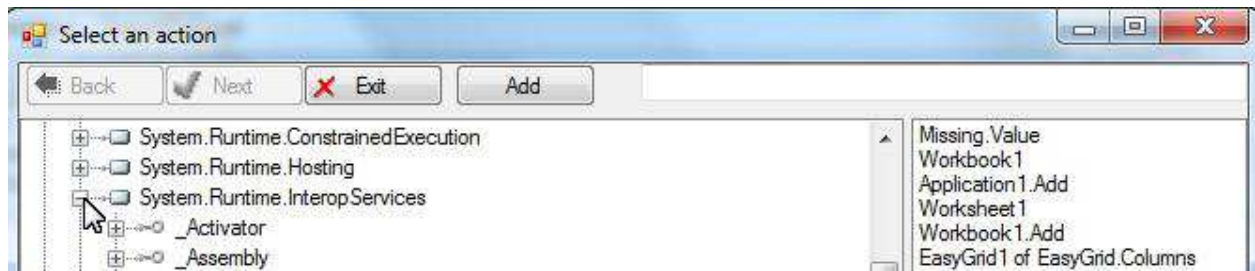 Select an action
Back Next Exit Add
System.Runtime.ConstrainedExecution
System.Runtime.Hosting
System.Runtime.InteropServices
_Activator
_Assembly
Missing.Value
Workbook1
Application1.Add
Worksheet1
Workbook1.Add
EasyGrid1 of EasyGrid.Columns